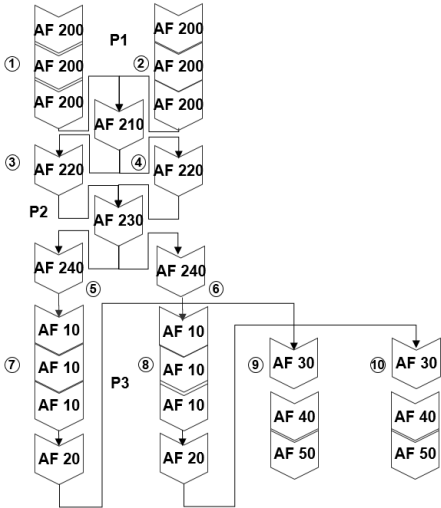 AF 200 AF 200
P1
① AF 200 ② AF 200
AF 200 AF 200
AF 210
③ AF 220 ④ AF 220
P2 AF 230
AF 240 AF 240
⑤ ⑥
AF 10 AF 10
⑦ AF 10 ⑧ AF 10 ⑨ AF 30 ⑩ AF 30
P3
AF 10 AF 10 AF 40 AF 40
AF 20 AF 20 AF 50 AF 50